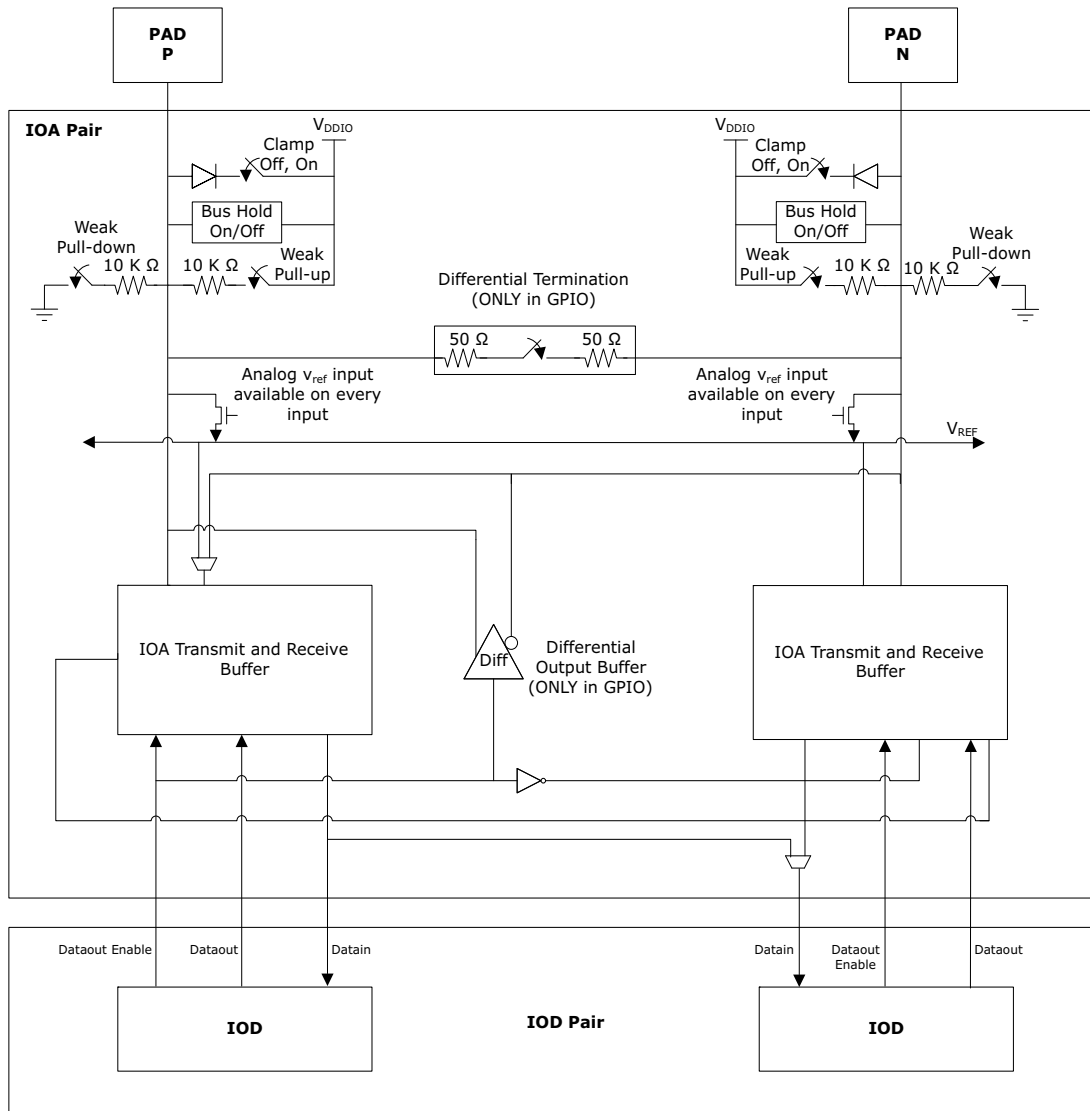 PAD
P
PAD
N
IOA Pair
VDDIO
Clamp
Off, On
Bus Hold
On/Off
Weak
Pull-down
10 K Ω
10 K Ω
Weak
Pull-up
VDDIO
Clamp
Off, On
Bus Hold
On/Off
Weak
Pull-up
10 K Ω
10 K Ω
Weak
Pull-down
Differential Termination
(ONLY in GPIO)
50 Ω
50 Ω
Analog vref input
available on every
input
Analog vref input
available on every
input
VREF
IOA Transmit and Receive
Buffer
Diff
Differential
Output Buffer
(ONLY in GPIO)
IOA Transmit and Receive
Buffer
Dataout Enable
Dataout
Datain
Datain
Dataout
Enable
Dataout
IOD
IOD Pair
IOD